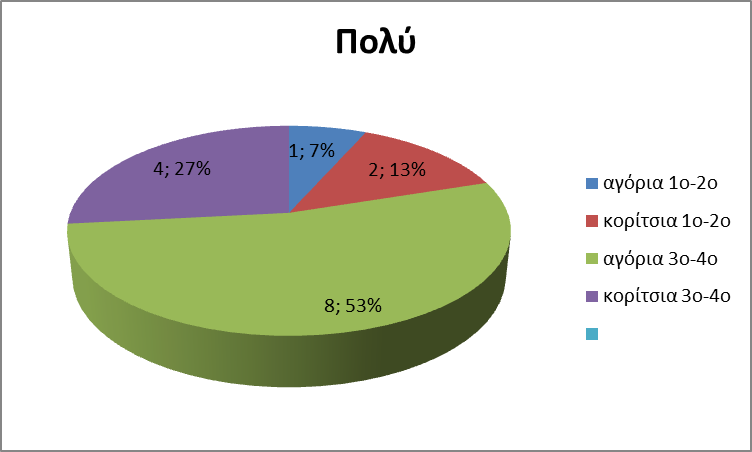 Πολύ
1; 7%
2; 13%
8; 53%
4; 27%
αγόρια 1ο-2ο
κορίτσια 1ο-2ο
αγόρια 3ο-4ο
κορίτσια 3ο-4ο